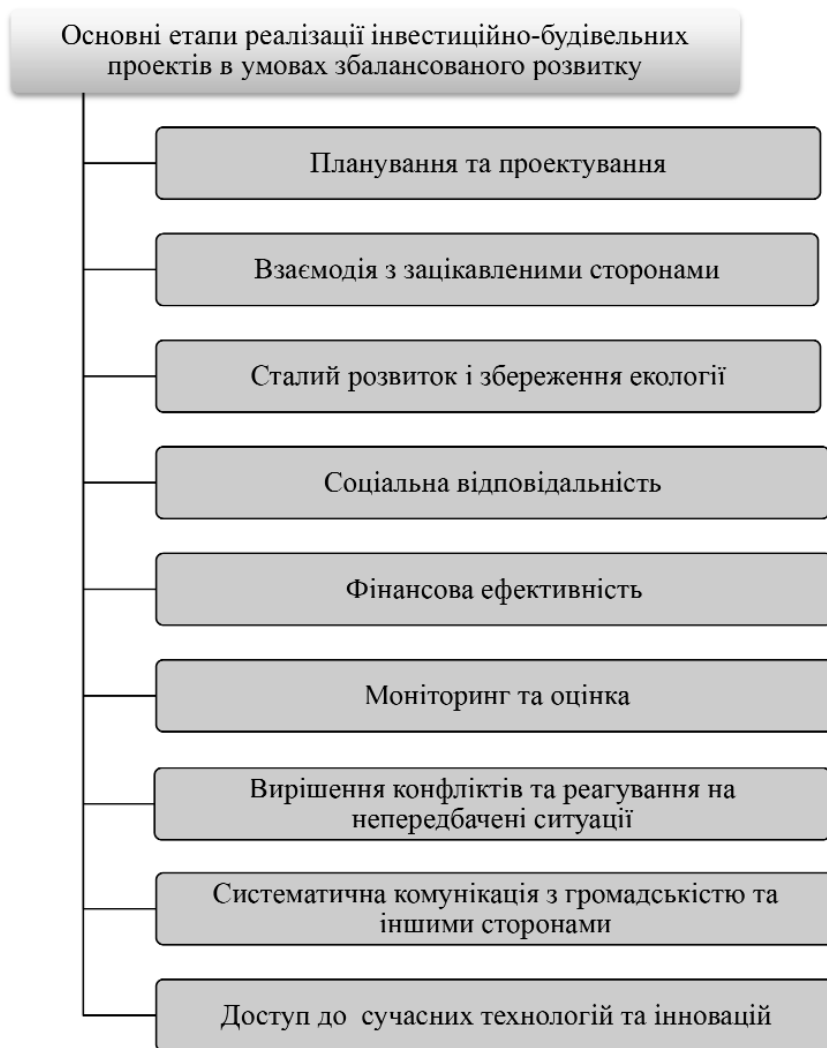 Основні етапи реалізації інвестиційно-будівельних
проектів в умовах збалансованого розвитку
Планування та проектування
Взаємодія з зацікавленими сторонами
Сталий розвиток і збереження екології
Соціальна відповідальність
Фінансова ефективність
Моніторинг та оцінка
Вирішення конфліктів та реагування на
непередбачені ситуації
Систематична комунікація з громадськістю та
іншими сторонами
Доступ до  сучасних технологій та інновацій